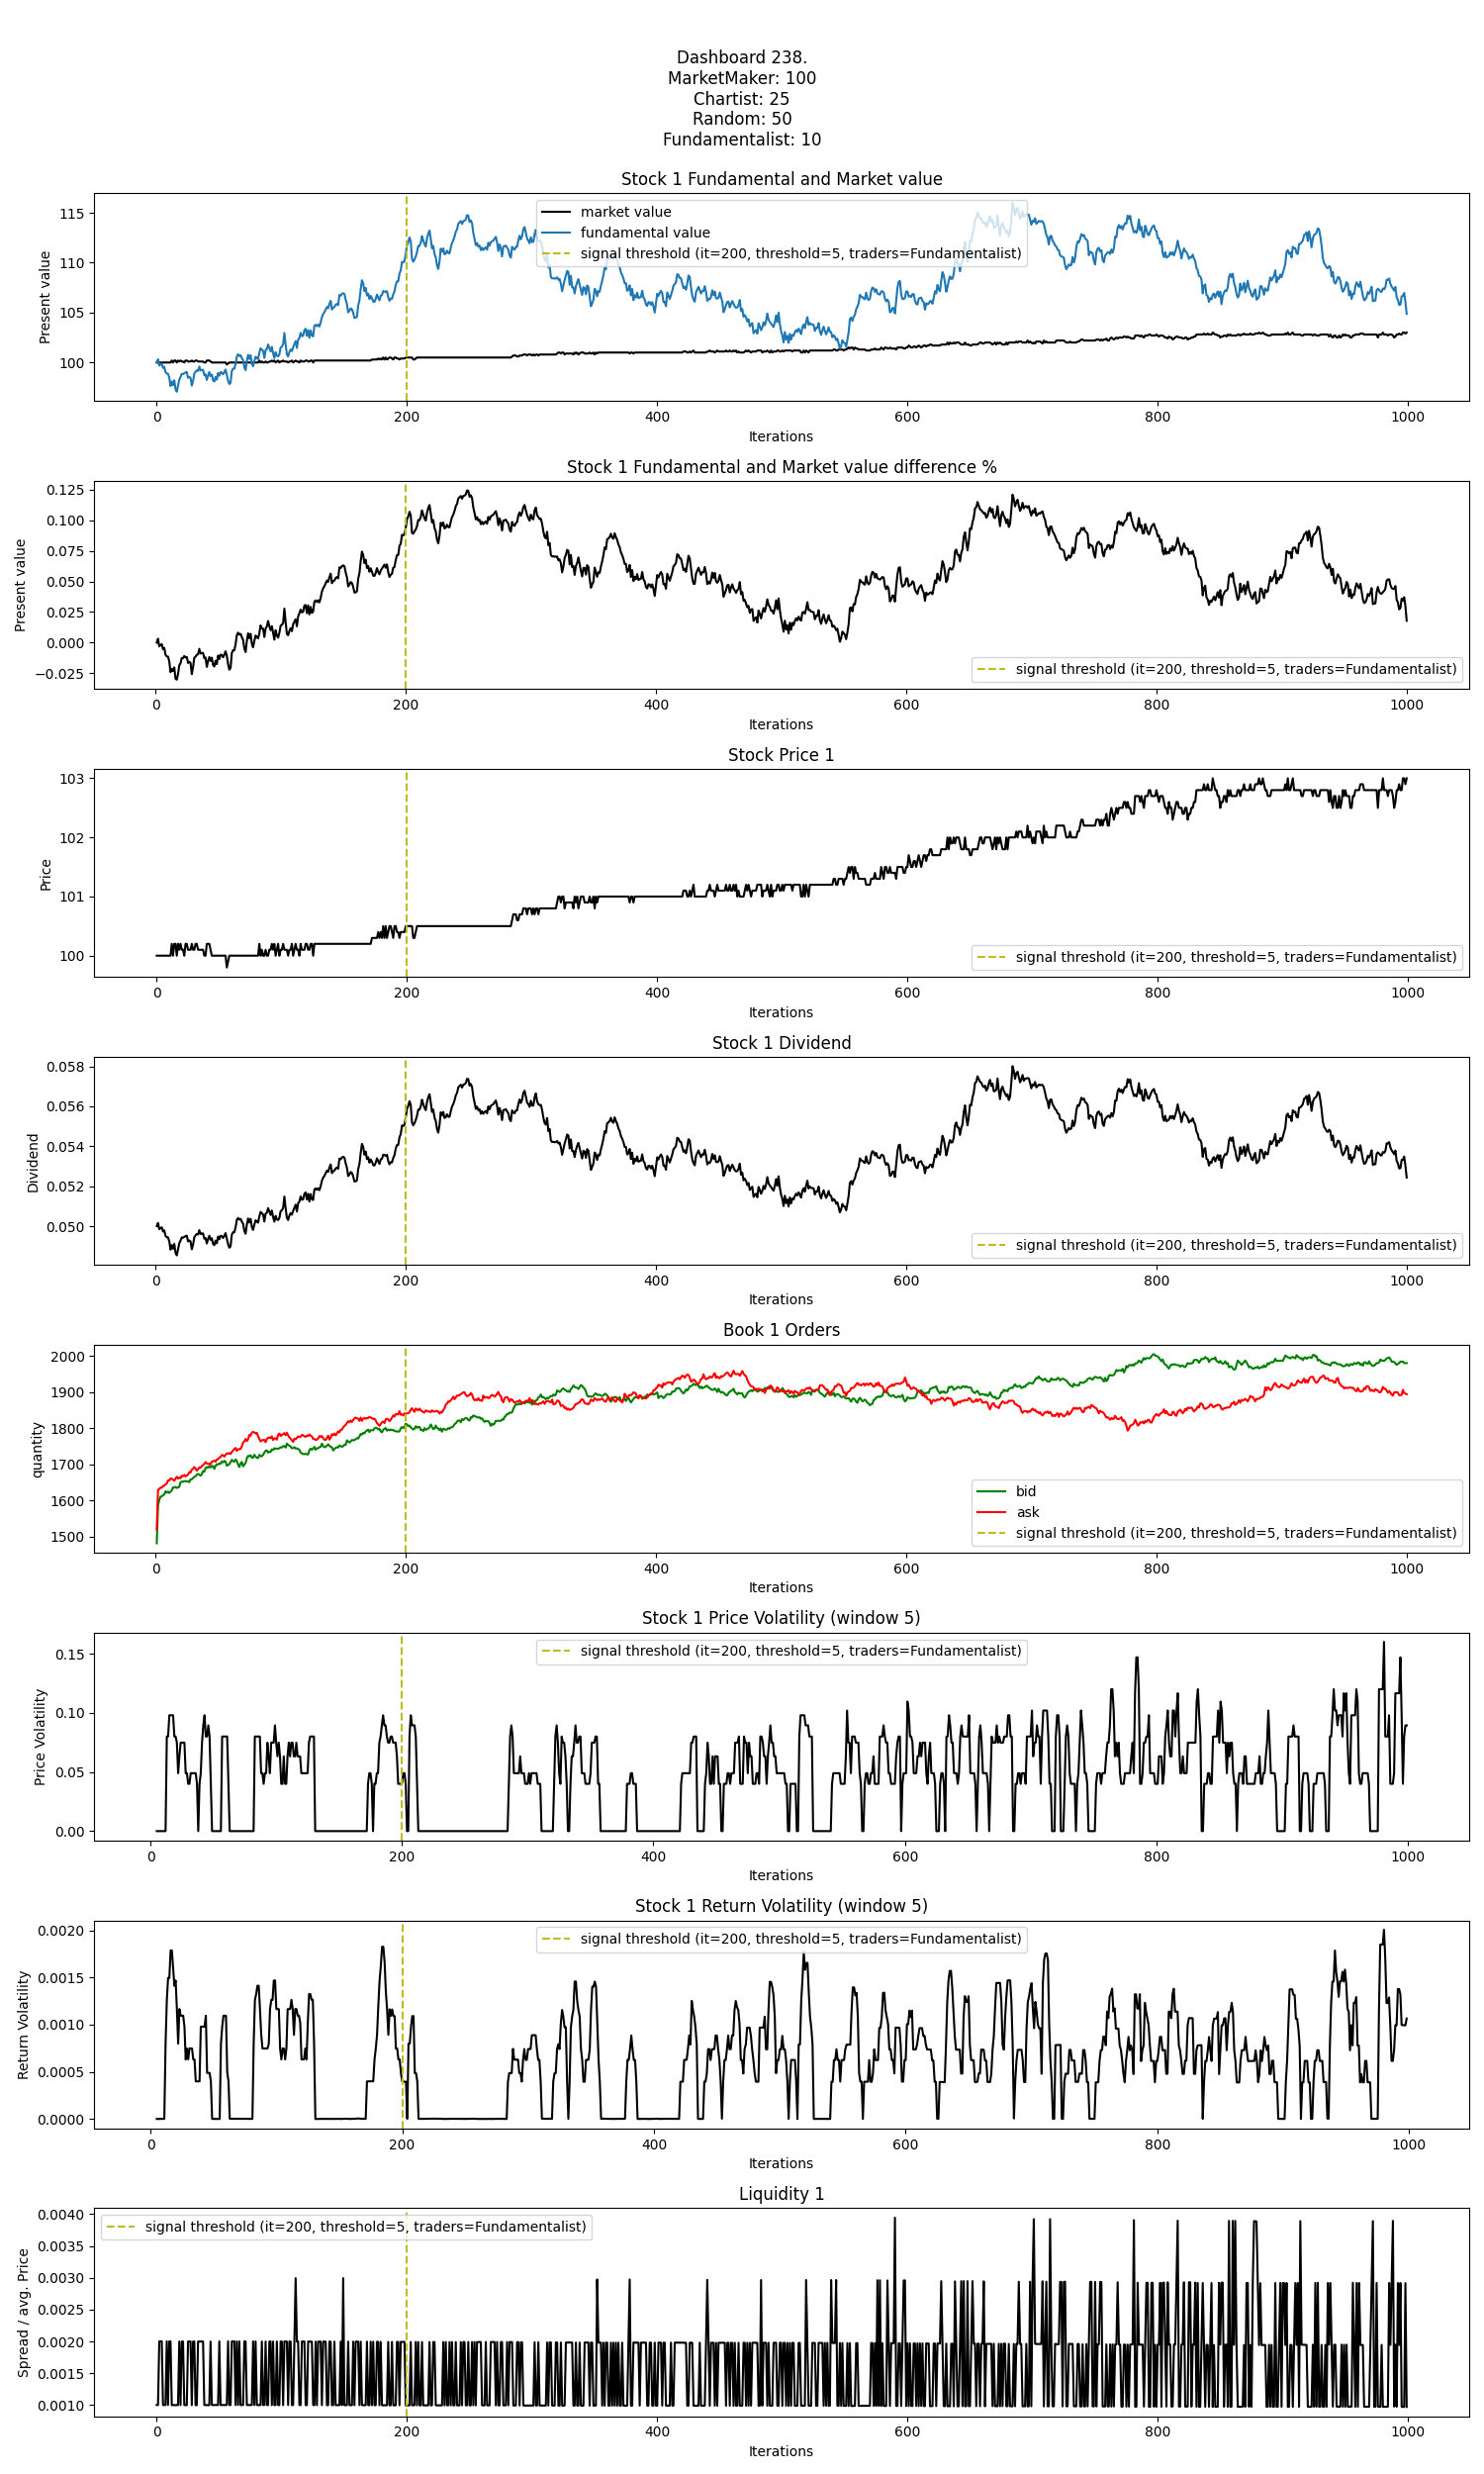 Dashboard 238.
MarketMaker: 100
Chartist: 25
Random: 50
Fundamentalist: 10
Stock 1 Fundamental and Market value
115
110
105
100
Present value
market value
fundamental value
signal threshold (it=200, threshold=5, traders=Fundamentalist)
0 200 400 600 800 1000
Iterations
Stock 1 Fundamental and Market value difference %
0.125
0.100
0.075
0.050
0.025
0.000
−0.025
Present value
signal threshold (it=200, threshold=5, traders=Fundamentalist)
0 200 400 600 800 1000
Iterations
Stock Price 1
103
102
101
100
Price
signal threshold (it=200, threshold=5, traders=Fundamentalist)
0 200 400 600 800 1000
Iterations
Stock 1 Dividend
0.058
0.056
0.054
0.052
0.050
Dividend
signal threshold (it=200, threshold=5, traders=Fundamentalist)
0 200 400 600 800 1000
Iterations
Book 1 Orders
2000
1900
1800
1700
1600
1500
quantity
bid
ask
signal threshold (it=200, threshold=5, traders=Fundamentalist)
0 200 400 600 800 1000
Iterations
Stock 1 Price Volatility (window 5)
0.15
0.10
0.05
0.00
Price Volatility
signal threshold (it=200, threshold=5, traders=Fundamentalist)
0 200 400 600 800 1000
Iterations
Stock 1 Return Volatility (window 5)
0.0020
0.0015
0.0010
0.0005
0.0000
Return Volatility
signal threshold (it=200, threshold=5, traders=Fundamentalist)
0 200 400 600 800 1000
Iterations
Liquidity 1
0.0040
0.0035
0.0030
0.0025
0.0020
0.0015
0.0010
Spread / avg. Price
signal threshold (it=200, threshold=5, traders=Fundamentalist)
0 200 400 600 800 1000
Iterations